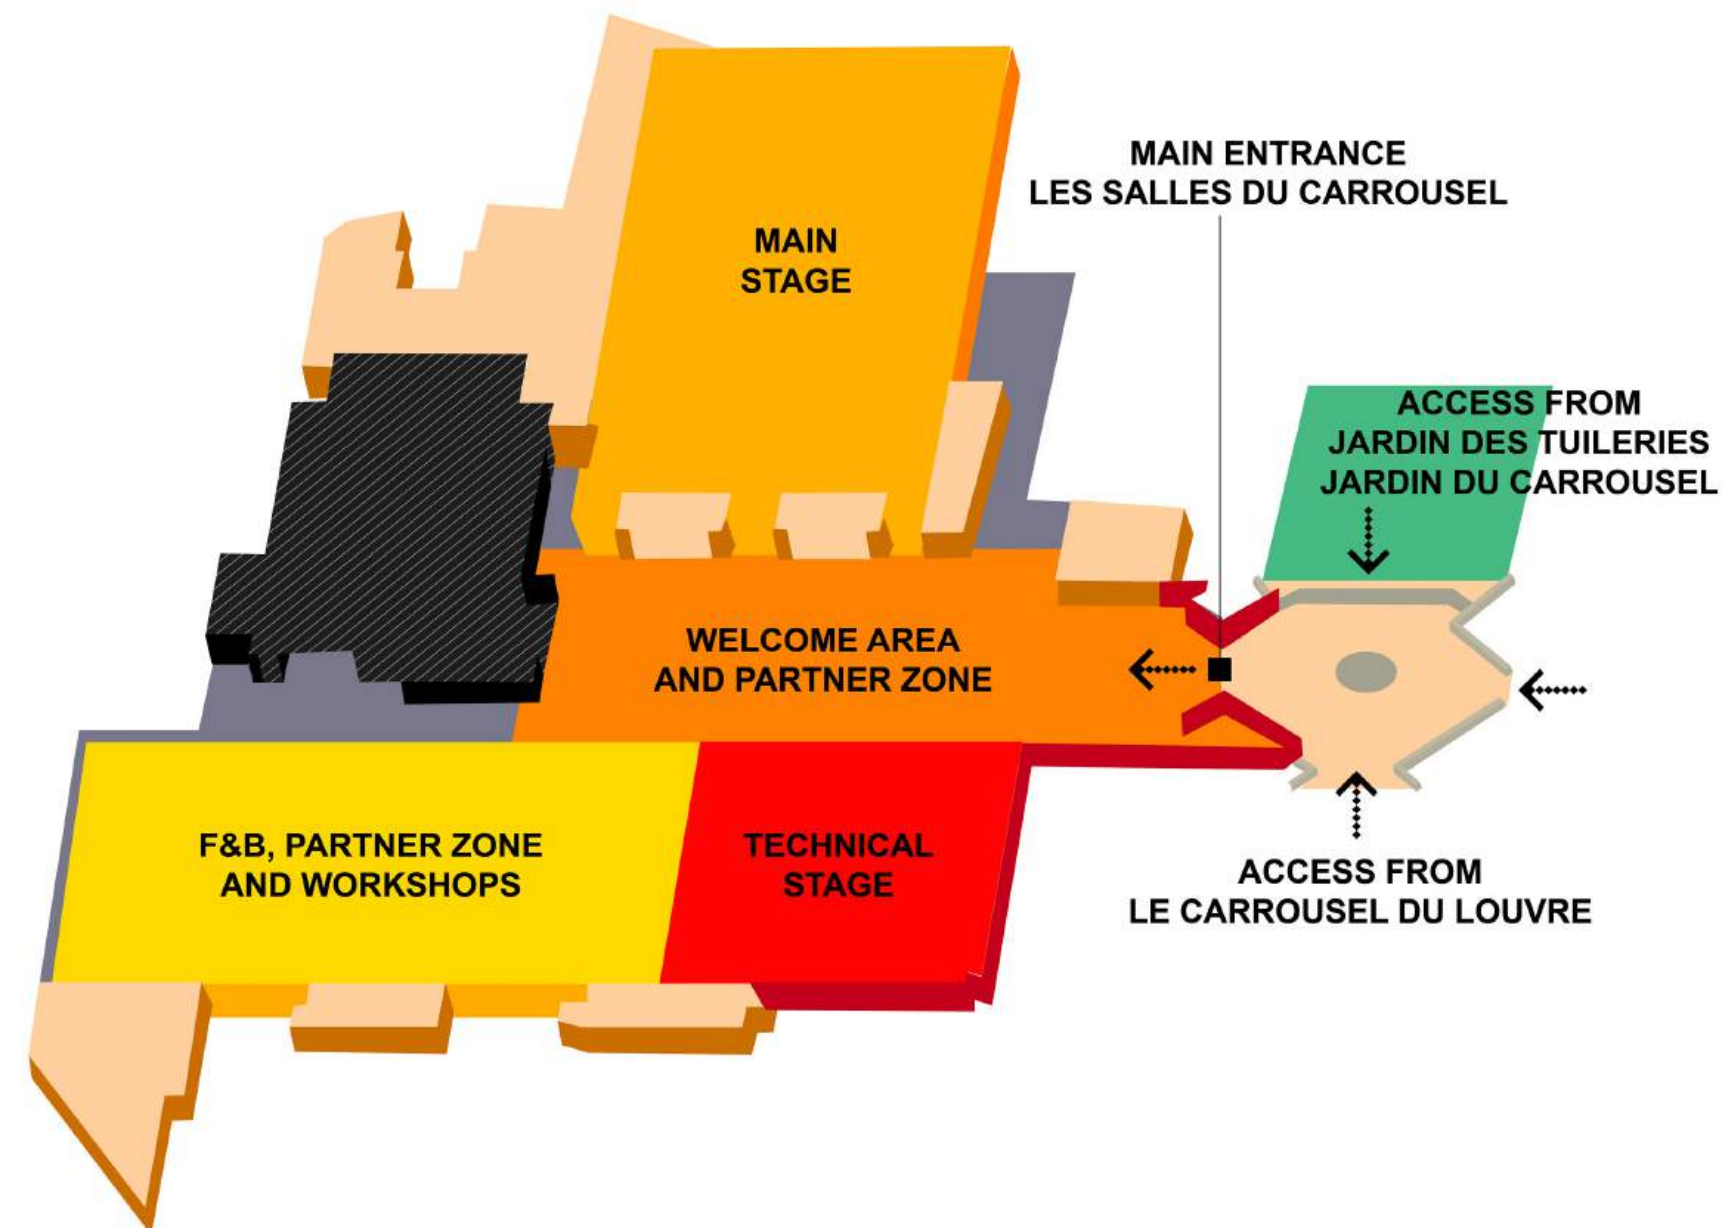 MAIN ENTRANCE
LES SALLES DU CARROUSEL
MAIN
STAGE
ACCESS FROM
JARDIN DES TUILERIES
JARDIN DU CARROUSEL
WELCOME AREA
AND PARTNER ZONE
F&B, PARTNER ZONE
AND WORKSHOPS
TECHNICAL
STAGE
ACCESS FROM
LE CARROUSEL DU LOUVRE